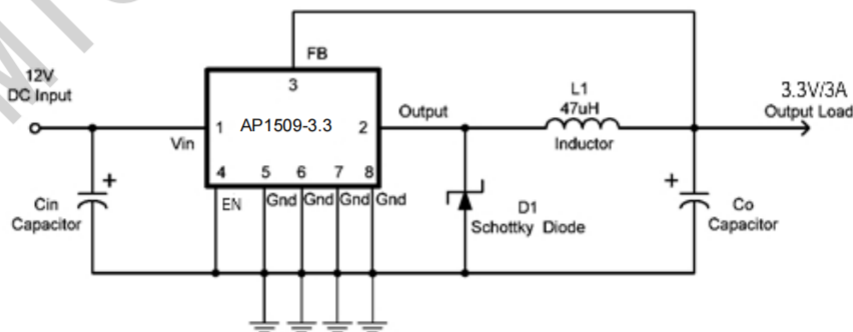 FB
3
12V
DC Input
L1
47uH
Inductor
3.3V/3A
Output Load
Output
1
AP1509-3.3
2
Vin
4
5
6
7
8
EN
Gnd
Gnd
Gnd
Gnd
+
Cin
Capacitor
D1
Schottky Diode
+
Co
Capacitor